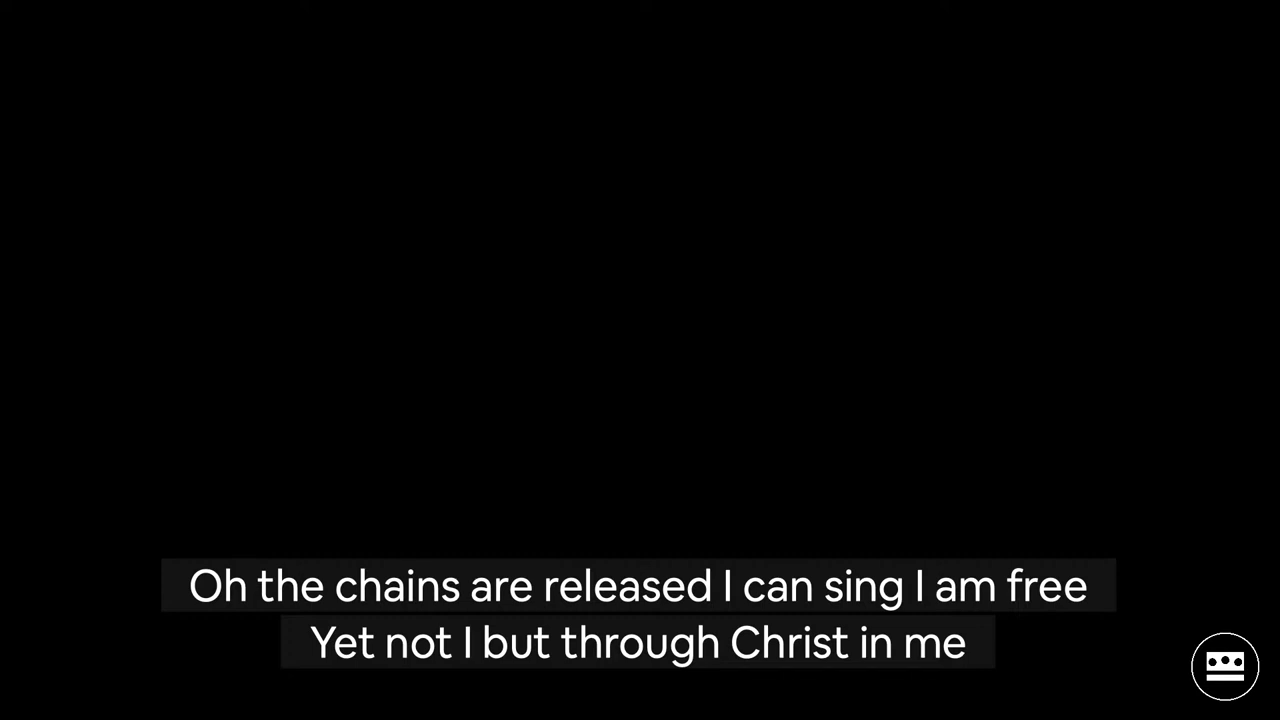 Oh the chains are released I can sing I am free
Yet not I but through Christ in me